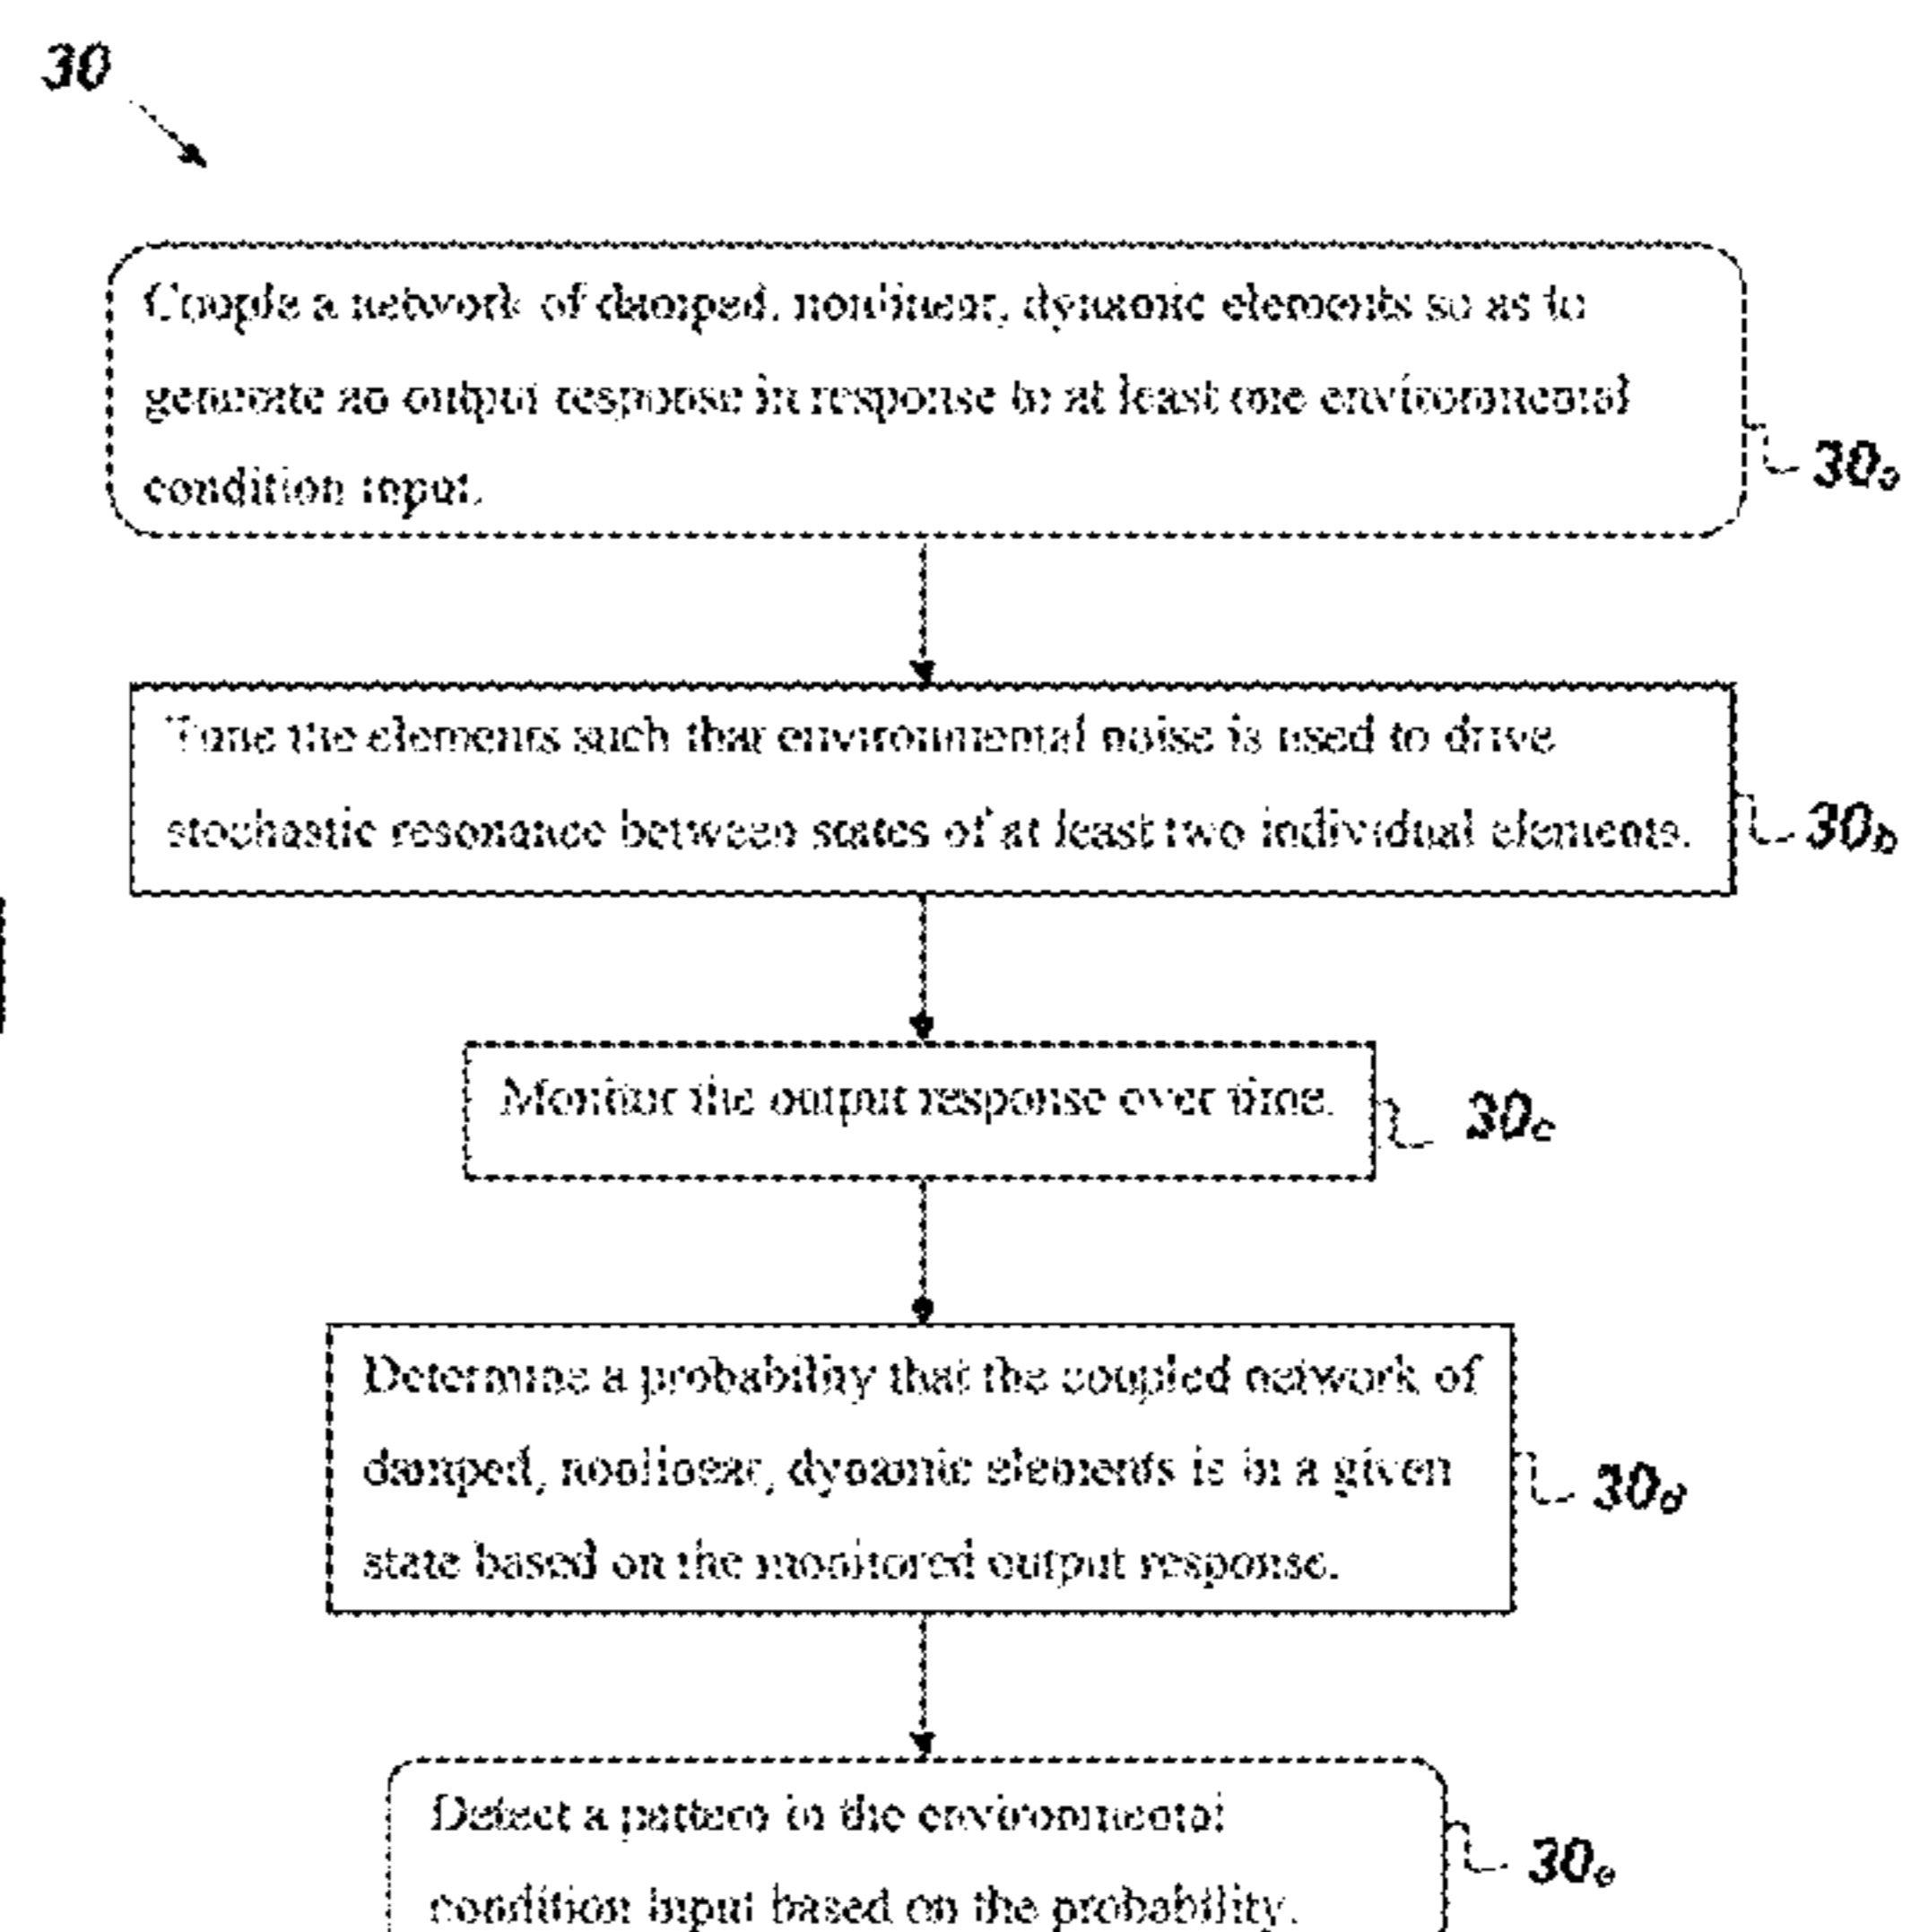 30
Couple a network of damped, nonlinear, dynamic elements so as to
generate an output response in response to at least one environmental
condition input.
30a
Tune the elements such that environmental noise is used to drive
stochastic resonance between states of at least two individual elements.
30b
Monitor the output response over time.
30c
Determine a probability that the coupled network of
damped, nonlinear, dynamic elements is in a given
state based on the monitored output response.
30d
Detect a pattern in the environmental
condition input based on the probability.
30e